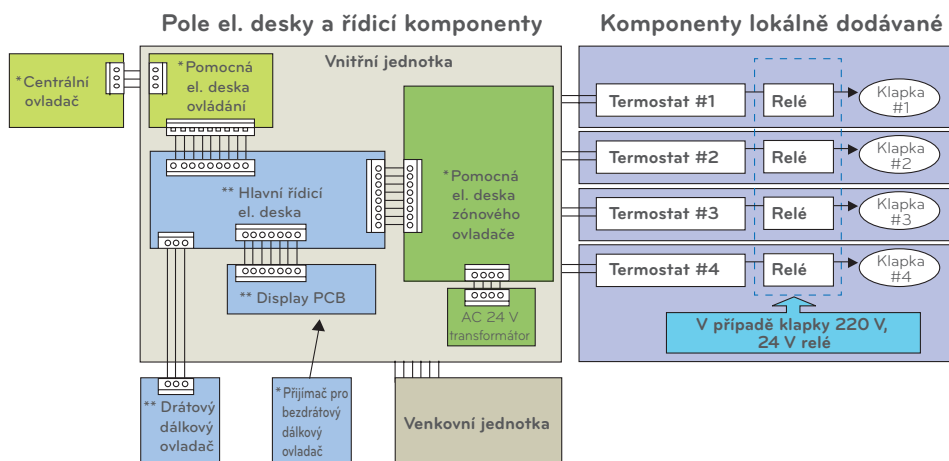 Pole el. desky a řídicí komponenty
Komponenty lokálně dodávané
Vnitřní jednotka
*Centrální
ovladač
*Pomocná
el. deska
ovládání
** Hlavní řídicí
el. deska
*Pomocná
el. deska
zónového
ovladače
** Display PCB
AC 24 V
transformátor
** Drátový
dálkový
ovladač
*Přijímač pro
bezdrátový
dálkový
ovladač
Venkovní jednotka
Termostat #1
Relé
Klapka
#1
Termostat #2
Relé
Klapka
#2
Termostat #3
Relé
Klapka
#3
Termostat #4
Relé
Klapka
#4
V případě klapky 220 V,
24 V relé